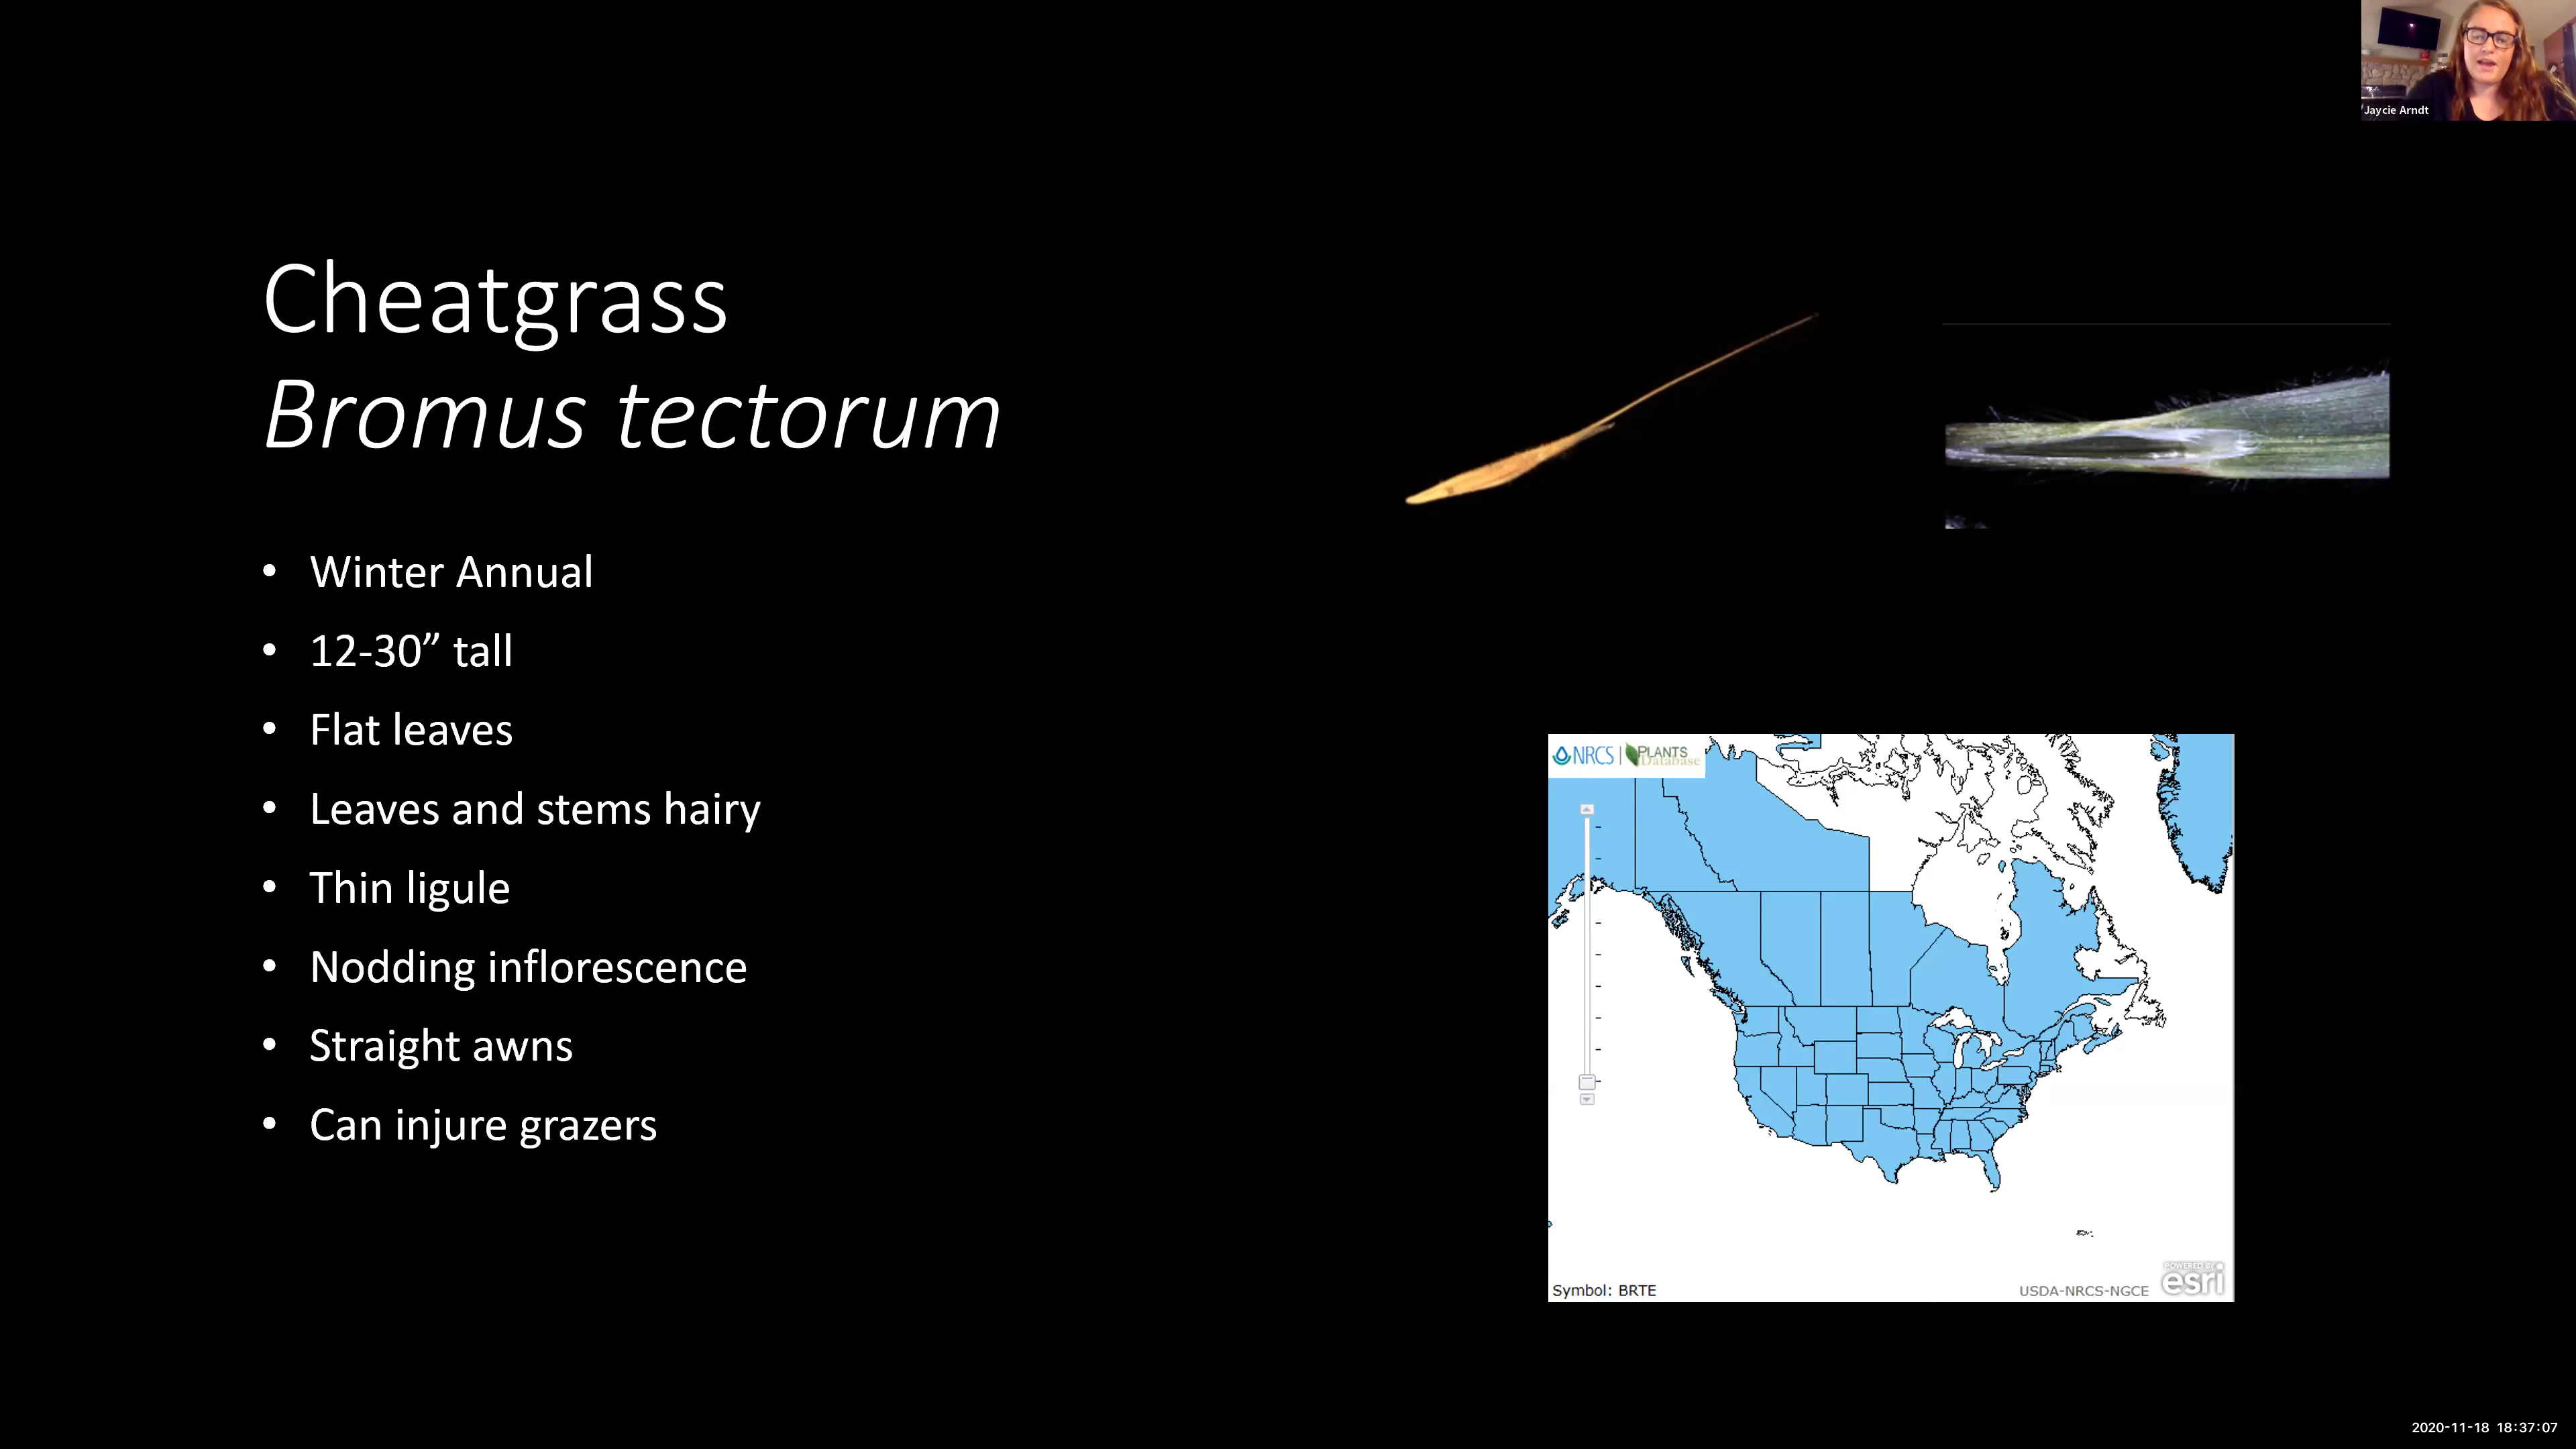 Jaycie Arndt
Cheatgrass
Bromus tectorum
• Winter Annual
• 12-30” tall
• Flat leaves
• Leaves and stems hairy
• Thin ligule
• Nodding inflorescence
• Straight awns
• Can injure grazers
NRCS | PLANTS
Database
Symbol: BRTE
USDA-NRCS-NGCE
POWERED BY
esri
2020-11-18 18:37:07